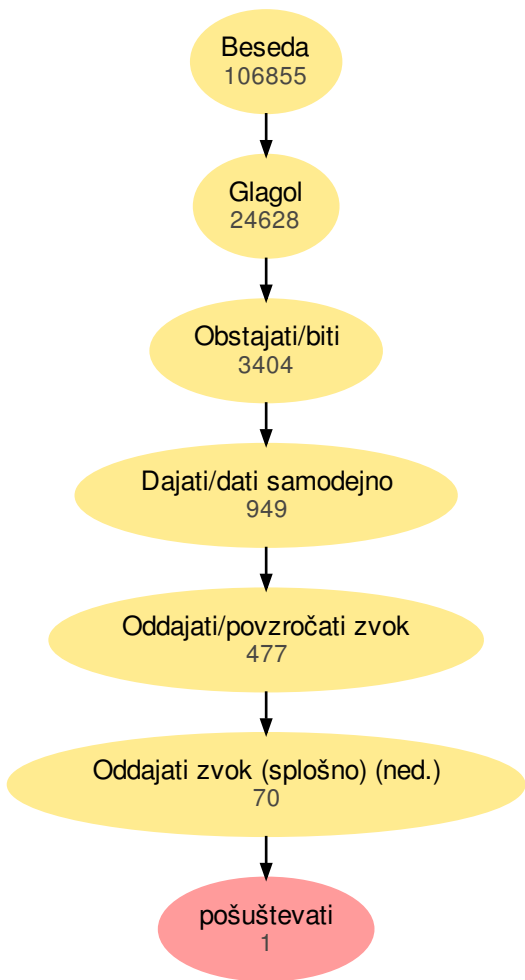 Beseda
106855
Glagol
24628
Obstajati/biti
3404
Dajati/dati samodejno
949
Oddajati/povzročati zvok
477
Oddajati zvok (splošno) (ned.)
70
pošuštevati
1